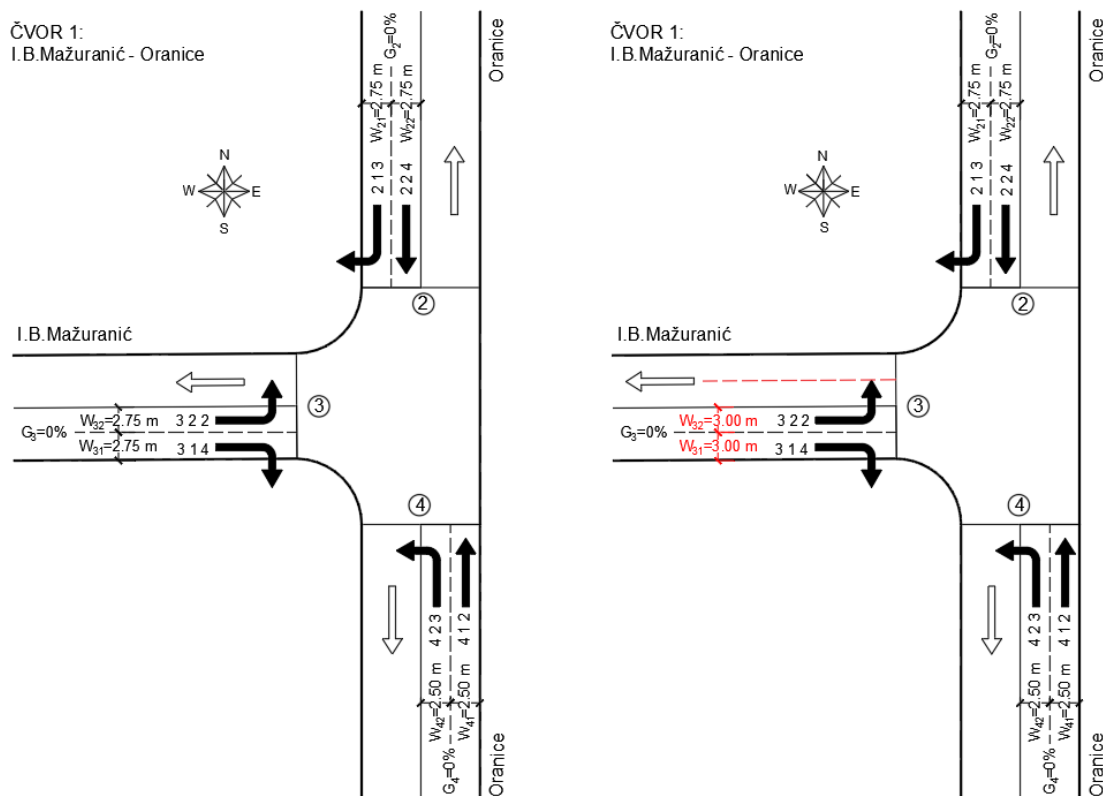 ČVOR 1:
I.B.Mažuranić - Oranice
G₂=0%
W₂₁=2.75 m
W₂₂=2.75 m
2 1 3
2 2 4
Oranice
N
W E
S
②
I.B.Mažuranić
③
W₃₂=2.75 m 3 2 2
G₃=0%
W₃₁=2.75 m 3 1 4
④
4 2 3
4 1 2
W₄₂=2.50 m
W₄₁=2.50 m
G₄=0%
Oranice
ČVOR 1:
I.B.Mažuranić - Oranice
G₂=0%
W₂₁=2.75 m
W₂₂=2.75 m
2 1 3
2 2 4
Oranice
N
W E
S
②
I.B.Mažuranić
③
W₃₂=3.00 m 3 2 2
G₃=0%
W₃₁=3.00 m 3 1 4
④
4 2 3
4 1 2
W₄₂=2.50 m
W₄₁=2.50 m
G₄=0%
Oranice